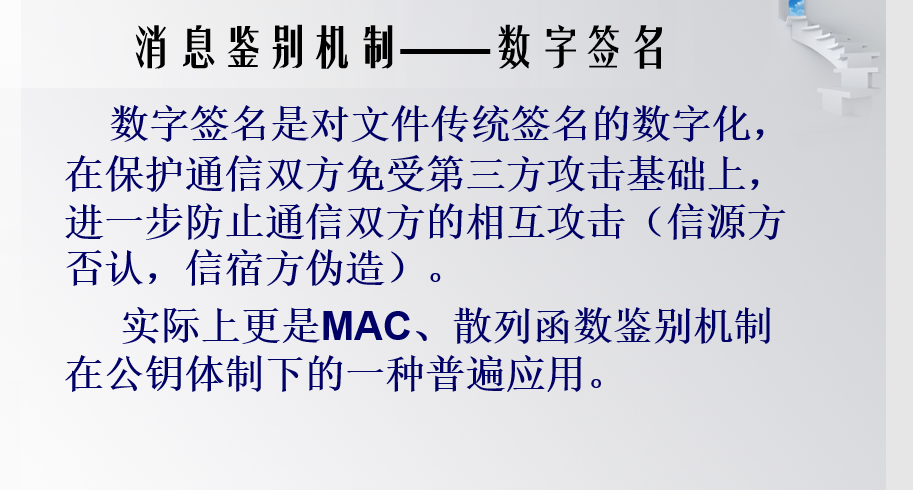 消息鉴别机制——数字签名
数字签名是对文件传统签名的数字化，
在保护通信双方免受第三方攻击基础上，
进一步防止通信双方的相互攻击（信源方
否认，信宿方伪造）。
实际上更是MAC、散列函数鉴别机制
在公钥体制下的一种普遍应用。